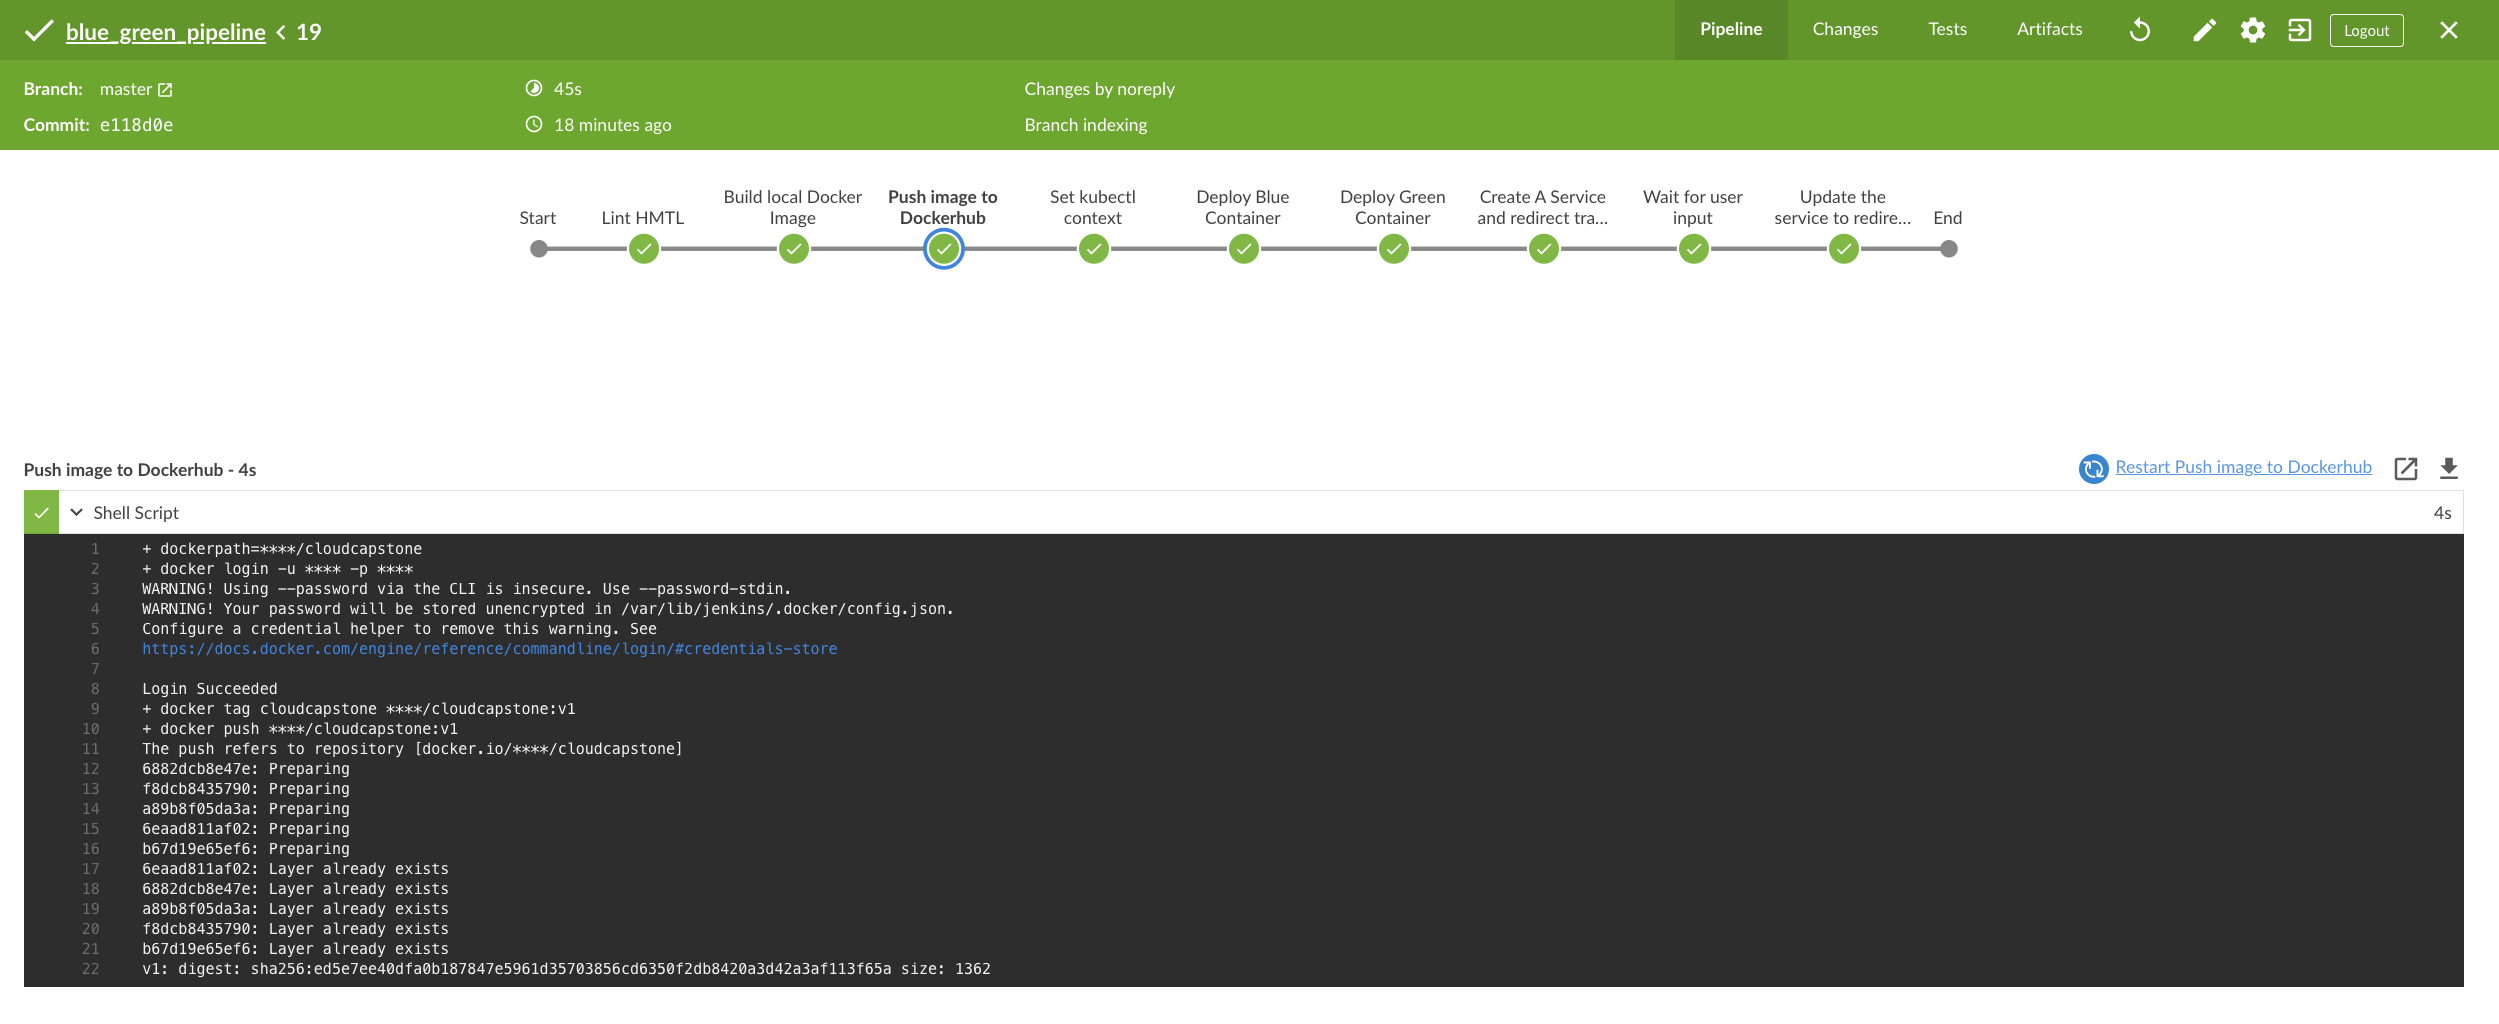 blue_green_pipeline < 19
Pipeline
Changes
Tests
Artifacts
Logout
Branch: master
45s
Changes by noreply
Commit: e118d0e
18 minutes ago
Branch indexing
Start
Lint HMTL
Build local Docker
Image
Push image to
Dockerhub
Set kubectl
context
Deploy Blue
Container
Deploy Green
Container
Create A Service
and redirect tra...
Wait for user
input
Update the
service to redire...
End
Push image to Dockerhub - 4s
Restart Push image to Dockerhub
Shell Script
4s
1 + dockerpath=****/cloudcapstone
2 + docker login -u **** -p ****
3 WARNING! Using --password via the CLI is insecure. Use --password-stdin.
4 WARNING! Your password will be stored unencrypted in /var/lib/jenkins/.docker/config.json.
5 Configure a credential helper to remove this warning. See
6 https://docs.docker.com/engine/reference/commandline/login/#credentials-store
7
8 Login Succeeded
9 + docker tag cloudcapstone ****/cloudcapstone:v1
10 + docker push ****/cloudcapstone:v1
11 The push refers to repository [docker.io/****/cloudcapstone]
12 6882dcb8e47e: Preparing
13 f8dcb8435790: Preparing
14 a89b8f05da3a: Preparing
15 6eaad811af02: Preparing
16 b67d19e65ef6: Preparing
17 6eaad811af02: Layer already exists
18 6882dcb8e47e: Layer already exists
19 a89b8f05da3a: Layer already exists
20 f8dcb8435790: Layer already exists
21 b67d19e65ef6: Layer already exists
22 v1: digest: sha256:ed5e7ee40dfa0b187847e5961d35703856cd6350f2db8420a3d42a3af113f65a size: 1362